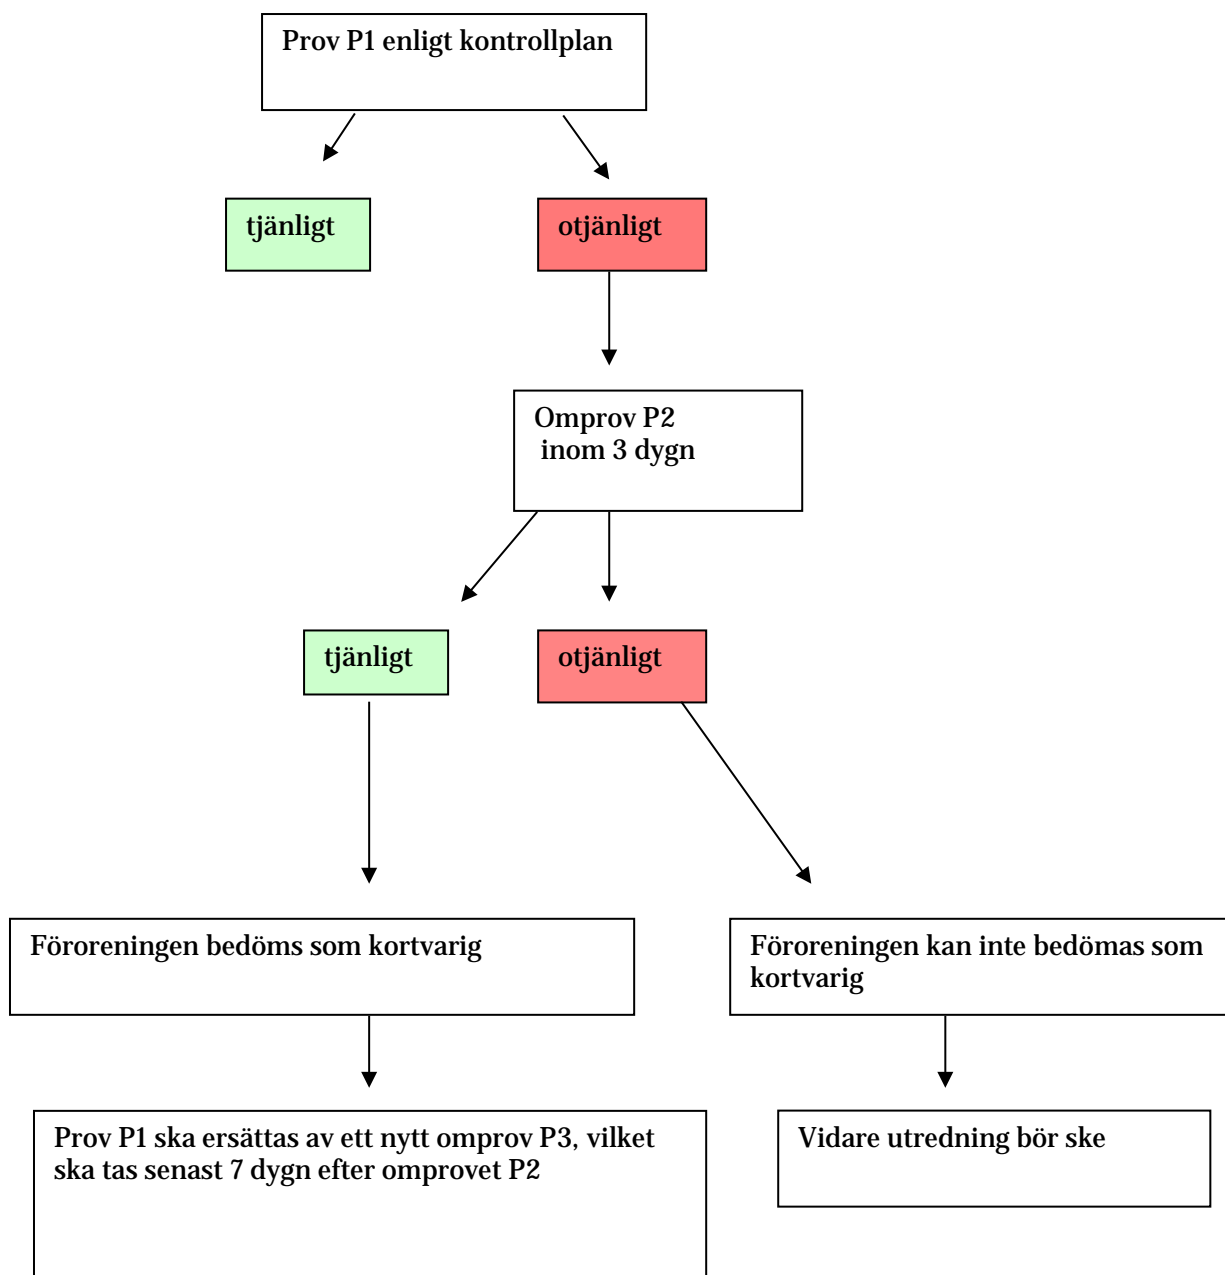 Prov P1 enligt kontrollplan
tjänligt
otjänligt
Omprov P2
inom 3 dygn
tjänligt
otjänligt
Föroreningen bedöms som kortvarig
Föroreningen kan inte bedömas som
kortvarig
Prov P1 ska ersättas av ett nytt omprov P3, vilket
ska tas senast 7 dygn efter omprovet P2
Vidare utredning bör ske